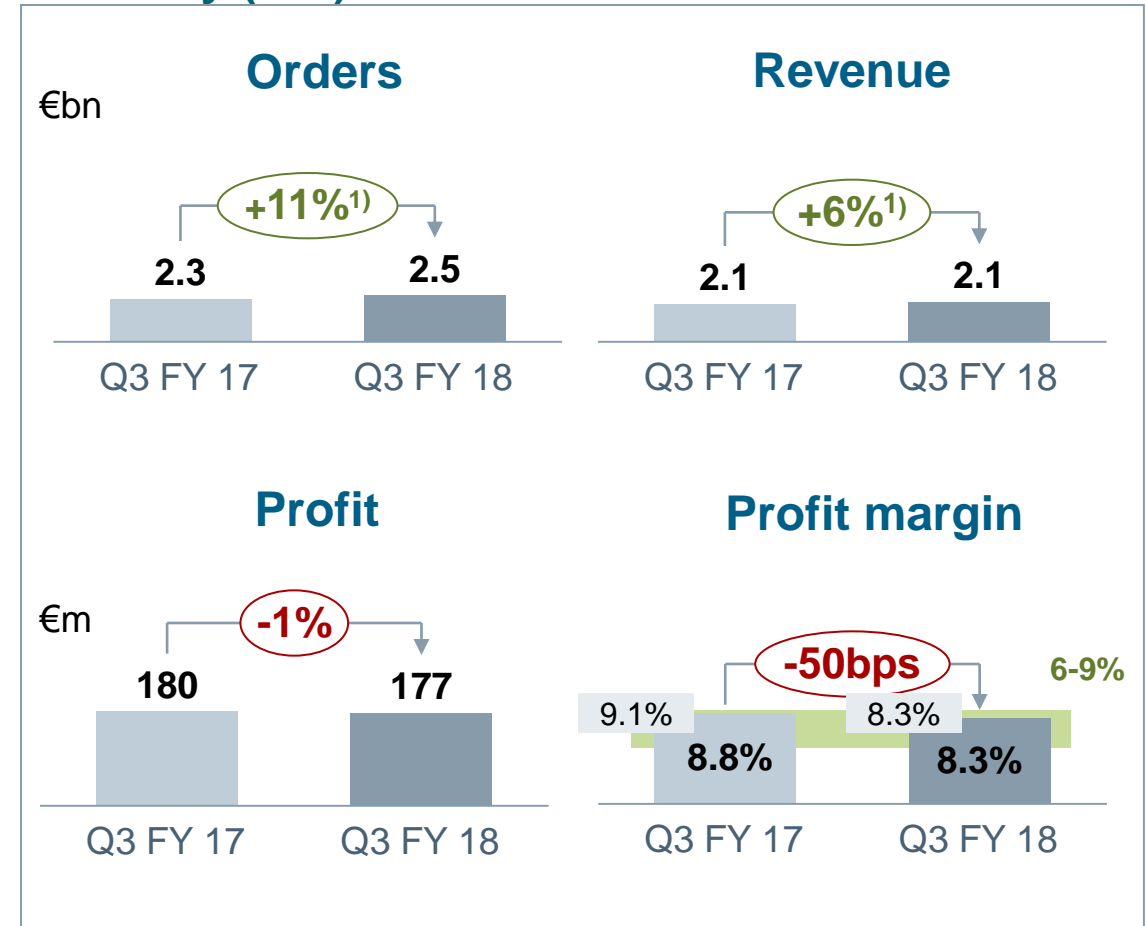 Orders
Revenue
€bn
+11%1)
+6%1)
2.3
2.5
2.1
2.1
Q3 FY 17
Q3 FY 18
Q3 FY 17
Q3 FY 18
Profit
Profit margin
€m
-1%
-50bps
6-9%
180
177
9.1%
8.3%
8.8%
8.3%
Q3 FY 17
Q3 FY 18
Q3 FY 17
Q3 FY 18